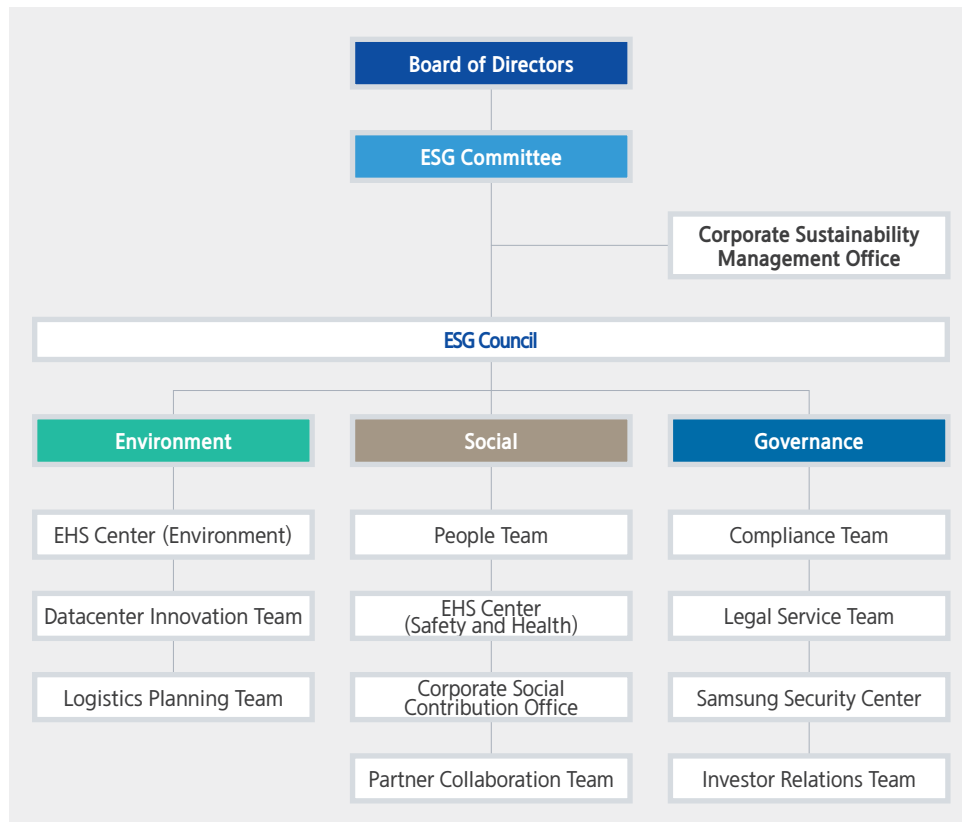 Board of Directors
ESG Committee
Corporate Sustainability
Management Office
ESG Council
Environment
Social
Governance
EHS Center (Environment)
People Team
Compliance Team
Datacenter Innovation Team
EHS Center
(Safety and Health)
Legal Service Team
Logistics Planning Team
Corporate Social
Contribution Office
Samsung Security Center
Partner Collaboration Team
Investor Relations Team